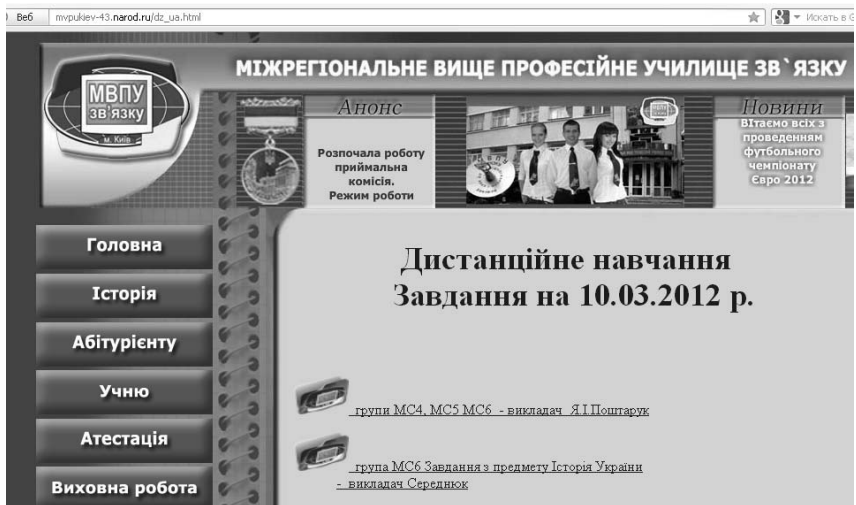 Веб
mvpukiev-43.narod.ru/dz_ua.html
Искать в G
МІЖРЕГІОНАЛЬНЕ ВИЩЕ ПРОФЕСІЙНЕ УЧИЛИЩЕ ЗВ`ЯЗКУ
МВПУ
ЗВ`ЯЗКУ
м. Київ
Анонс
Розпочала роботу
приймальна
комісія.
Режим роботи
Новини
Вітаємо всіх з
проведенням
футбольного
чемпіонату
Євро 2012
Головна
Історія
Абітурієнту
Учню
Атестація
Виховна робота
Дистанційне навчання
Завдання на 10.03.2012 р.
групи МС4, МС5 МС6 - викладач Я.І.Поштарук
група МС6 Завдання з предмету Історія України
- викладач Середнюк